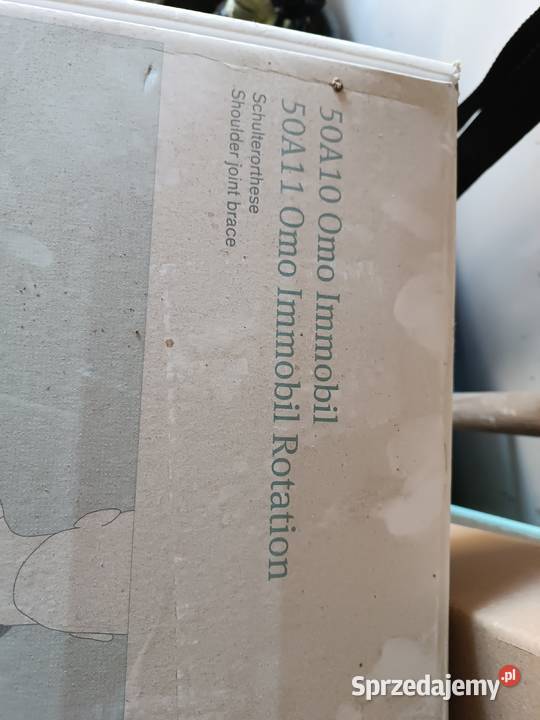 50A10 Omo Immobil
50A11 Omo Immobil Rotation
Schulterorthese
Shoulder joint brace
Sprzedajemy.pl